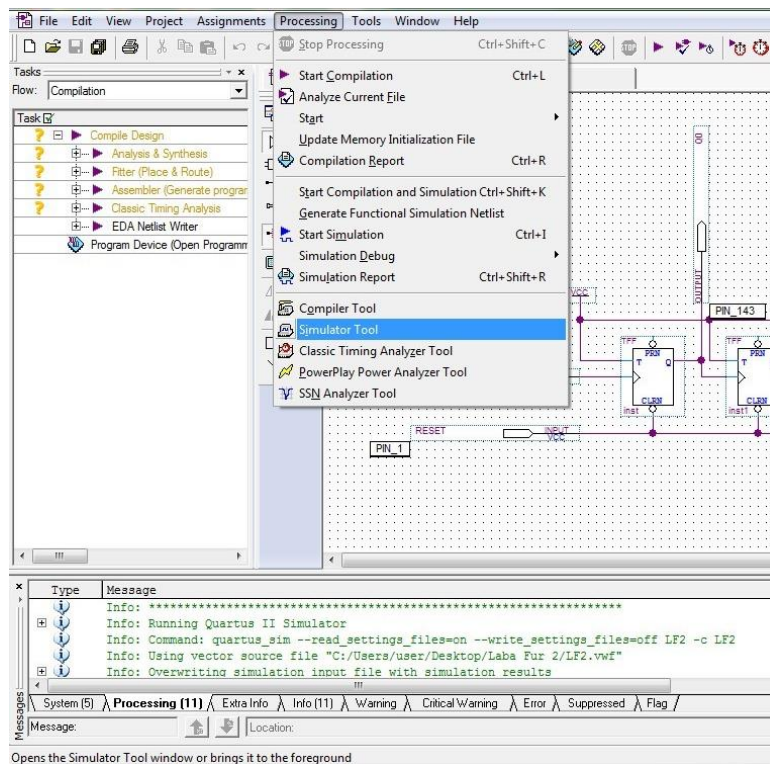 File Edit View Project Assignments Processing Tools Window Help
Tasks
Flow: Compilation
Task
Compile Design
Analysis & Synthesis
Fitter (Place & Route)
Assembler (Generate program
Classic Timing Analysis
EDA Netlist Writer
Program Device (Open Programm
Stop Processing Ctrl+Shift+C
Start Compilation Ctrl+L
Analyze Current File
Start
Update Memory Initialization File
Compilation Report Ctrl+R
Start Compilation and Simulation Ctrl+Shift+K
Generate Functional Simulation Netlist
Start Simulation Ctrl+I
Simulation Debug
Simulation Report Ctrl+Shift+R
Compiler Tool
Simulator Tool
Classic Timing Analyzer Tool
PowerPlay Power Analyzer Tool
SSN Analyzer Tool
OUTPUT
VCC
PIN_143
TFF
PRN
T Q
CLRN
inst
TFF
PRN
T
CLRN
inst1
RESET
INPUT
VCC
PIN_1
Type Message
Info: *******************************************************************
Info: Running Quartus II Simulator
Info: Command: quartus_sim --read_settings_files=on --write_settings_files=off LF2 -c LF2
Info: Using vector source file "C:/Users/user/Desktop/Laba Fur 2/LF2.vwf"
Info: Overwriting simulation input file with simulation results
System (5) Processing (11) Extra Info Info (11) Warning Critical Warning Error Suppressed Flag
Messages
Message: Location:
Opens the Simulator Tool window or brings it to the foreground